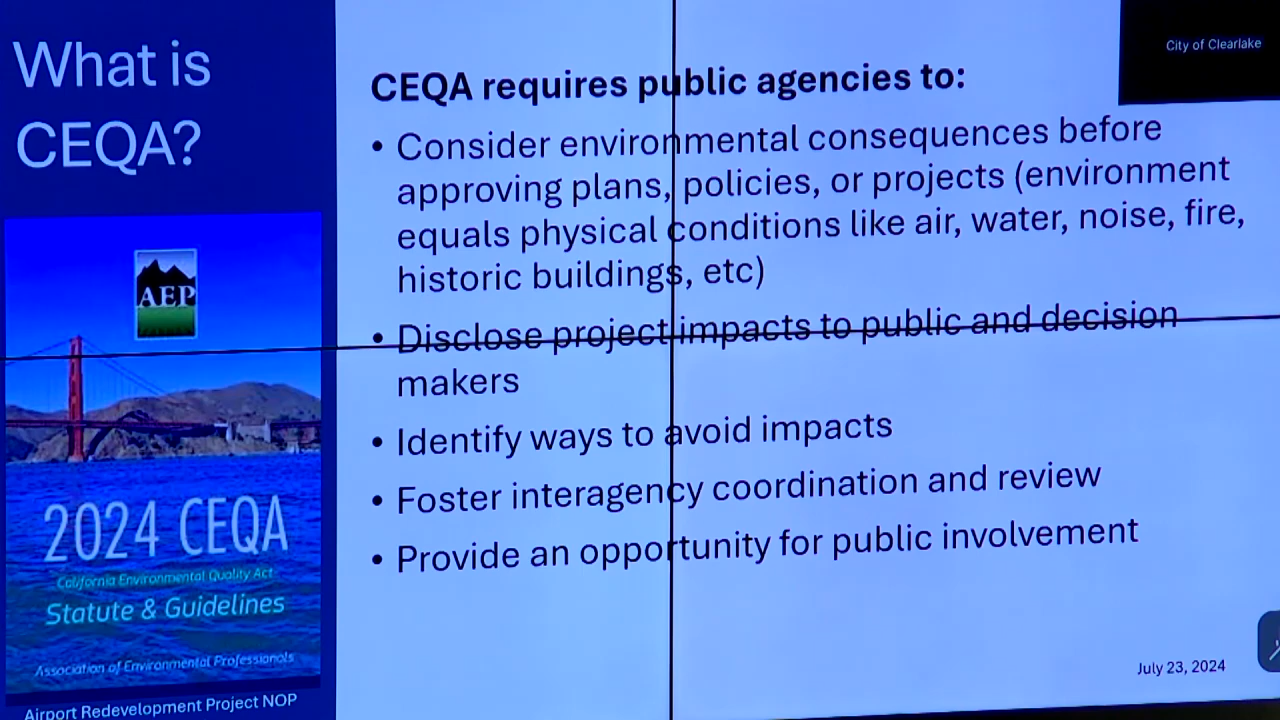 What is
CEQA?
City of Clearlake
CEQA requires public agencies to:
• Consider environmental consequences before
approving plans, policies, or projects (environment
equals physical conditions like air, water, noise, fire,
historic buildings, etc)
• Disclose project impacts to public and decision
makers
• Identify ways to avoid impacts
• Foster interagency coordination and review
• Provide an opportunity for public involvement
AEP
2024 CEQA
California Environmental Quality Act
Statute & Guidelines
Association of Environmental Professionals
Airport Redevelopment Project NOP
July 23, 2024